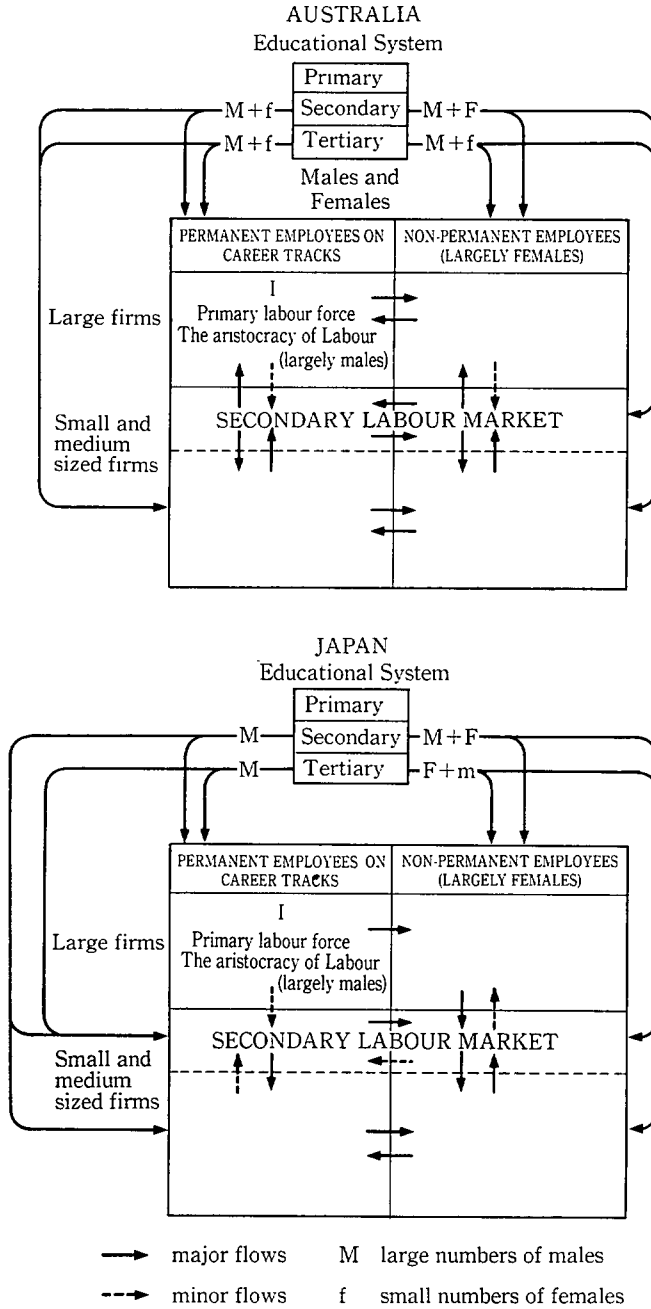 AUSTRALIA
Educational System
Primary
M+f Secondary M+F
M+f Tertiary M+f
Males and
Females
PERMANENT EMPLOYEES ON
CAREER TRACKS
NON-PERMANENT EMPLOYEES
(LARGELY FEMALES)
Large firms
I
Primary labour force
The aristocracy of Labour
(largely males)
Small and
medium
sized firms
SECONDARY LABOUR MARKET
JAPAN
Educational System
Primary
M Secondary M+F
M Tertiary F+m
PERMANENT EMPLOYEES ON
CAREER TRACKS
NON-PERMANENT EMPLOYEES
(LARGELY FEMALES)
Large firms
I
Primary labour force
The aristocracy of Labour
(largely males)
SECONDARY LABOUR MARKET
Small and
medium
sized firms
major flows M large numbers of males
minor flows f small numbers of females